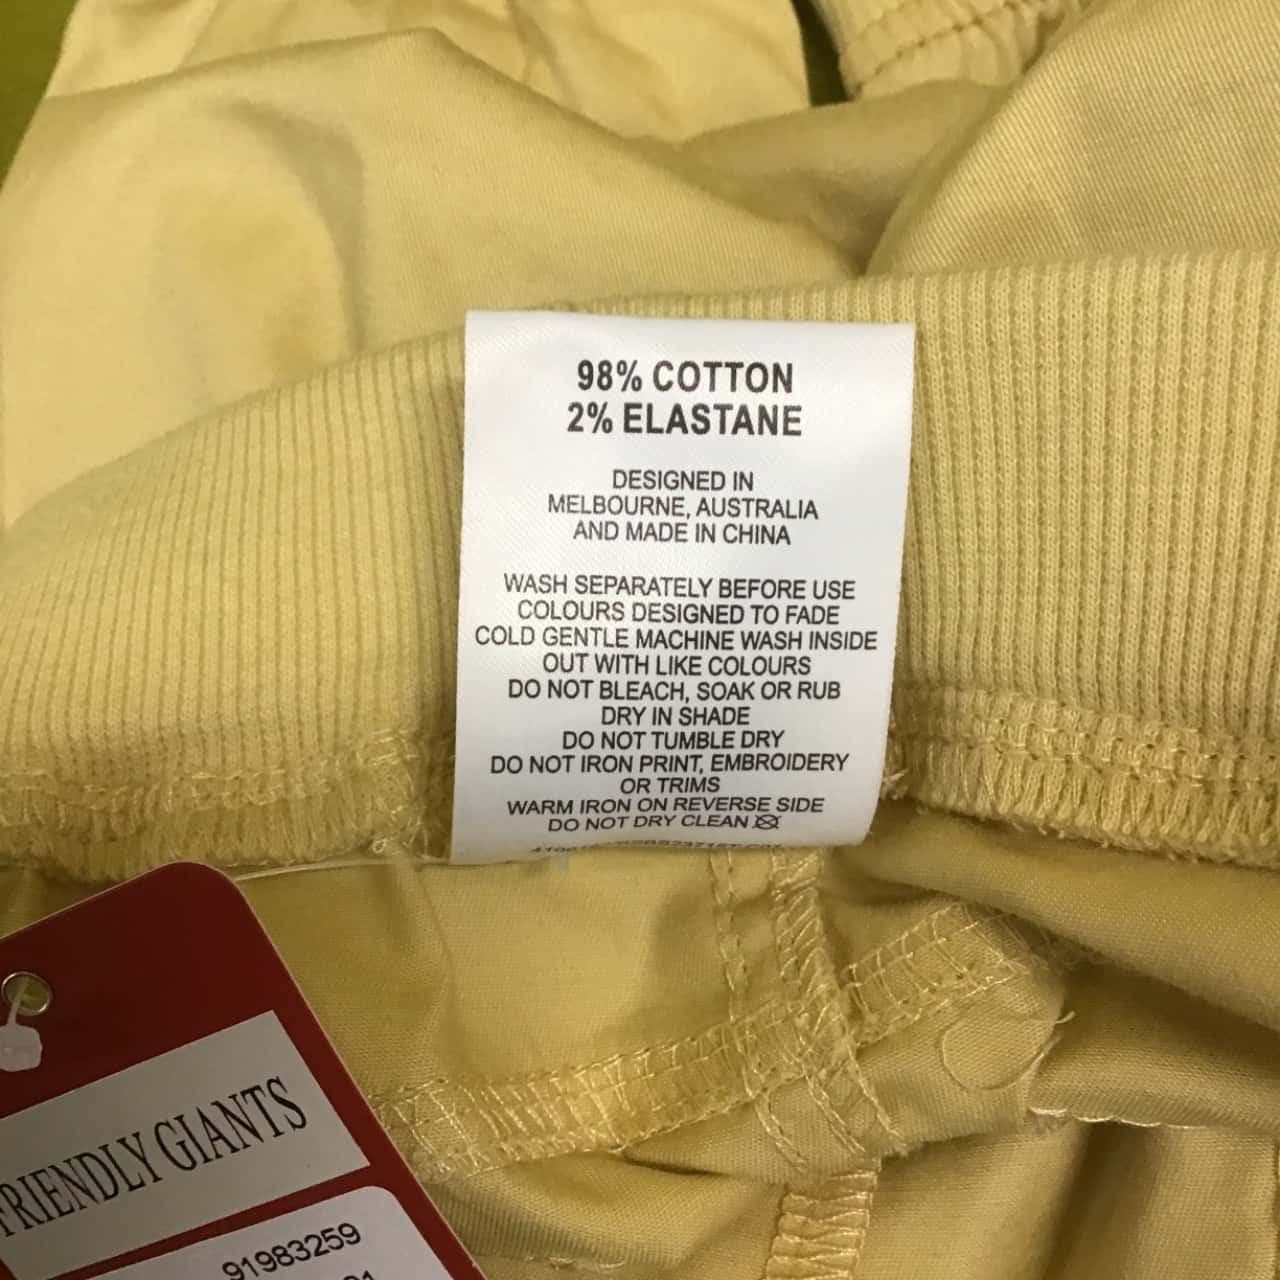 98% COTTON
2% ELASTANE
DESIGNED IN
MELBOURNE, AUSTRALIA
AND MADE IN CHINA
WASH SEPARATELY BEFORE USE
COLOURS DESIGNED TO FADE
COLD GENTLE MACHINE WASH INSIDE
OUT WITH LIKE COLOURS
DO NOT BLEACH, SOAK OR RUB
DRY IN SHADE
DO NOT TUMBLE DRY
DO NOT IRON PRINT, EMBROIDERY
OR TRIMS
WARM IRON ON REVERSE SIDE
DO NOT DRY CLEAN
FRIENDLY GIANTS
91983259